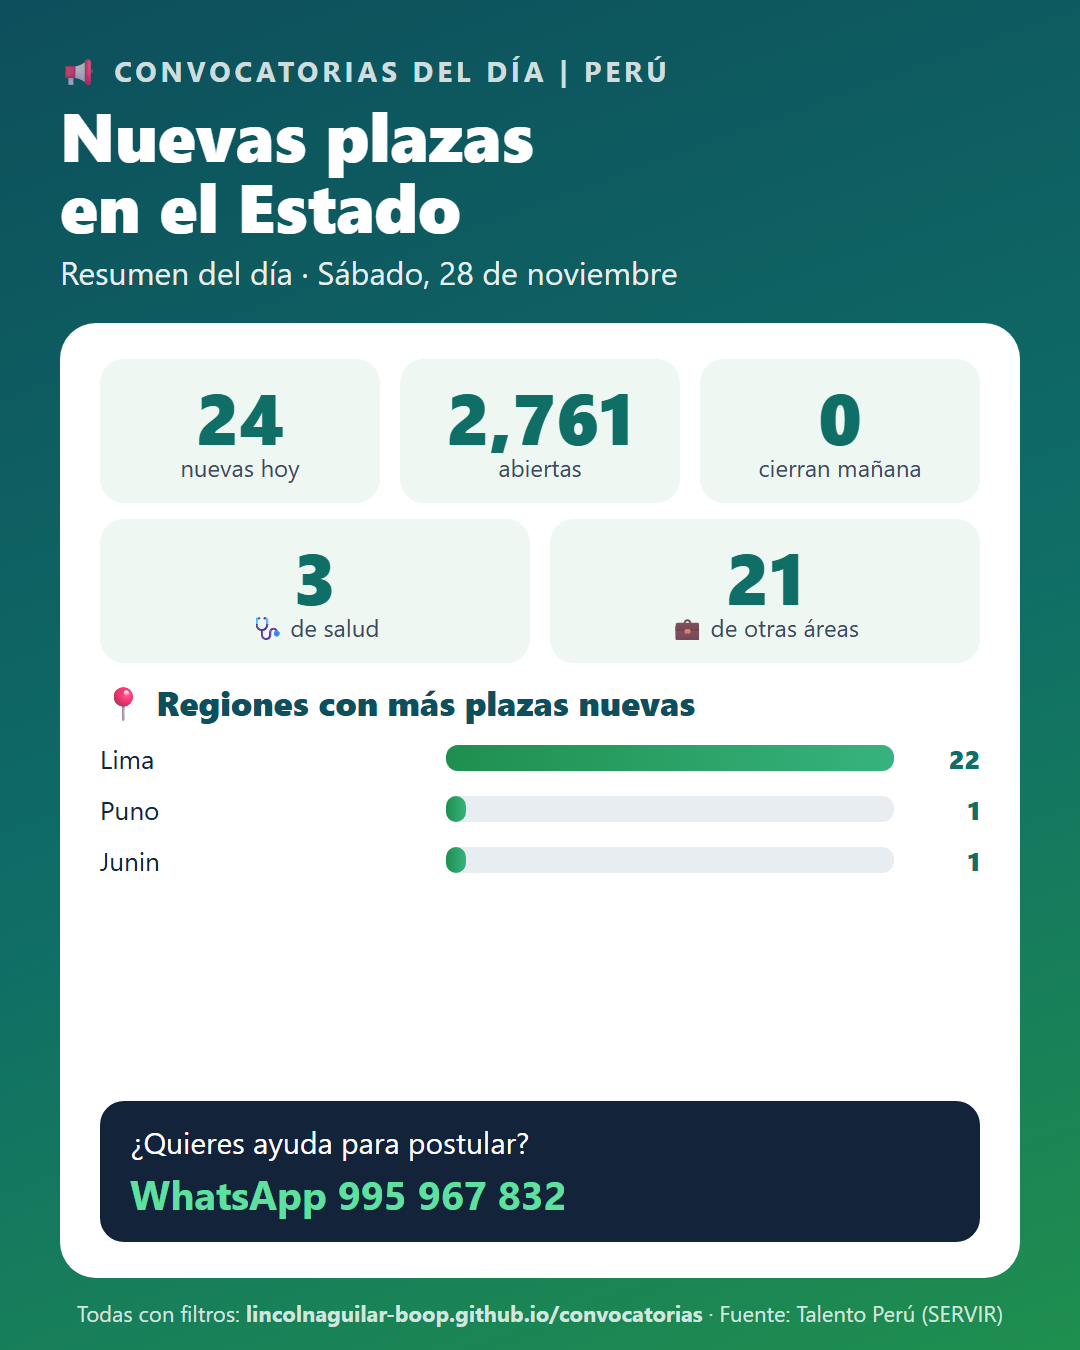 CONVOCATORIAS DEL DÍA | PERÚ
Nuevas plazas
en el Estado
Resumen del día · Sábado, 28 de noviembre
24
nuevas hoy
2,761
abiertas
0
cierran mañana
3
de salud
21
de otras áreas
Regiones con más plazas nuevas
Lima 22
Puno 1
Junin 1
¿Quieres ayuda para postular?
WhatsApp 995 967 832
Todas con filtros: lincolnaguilar-boop.github.io/convocatorias · Fuente: Talento Perú (SERVIR)